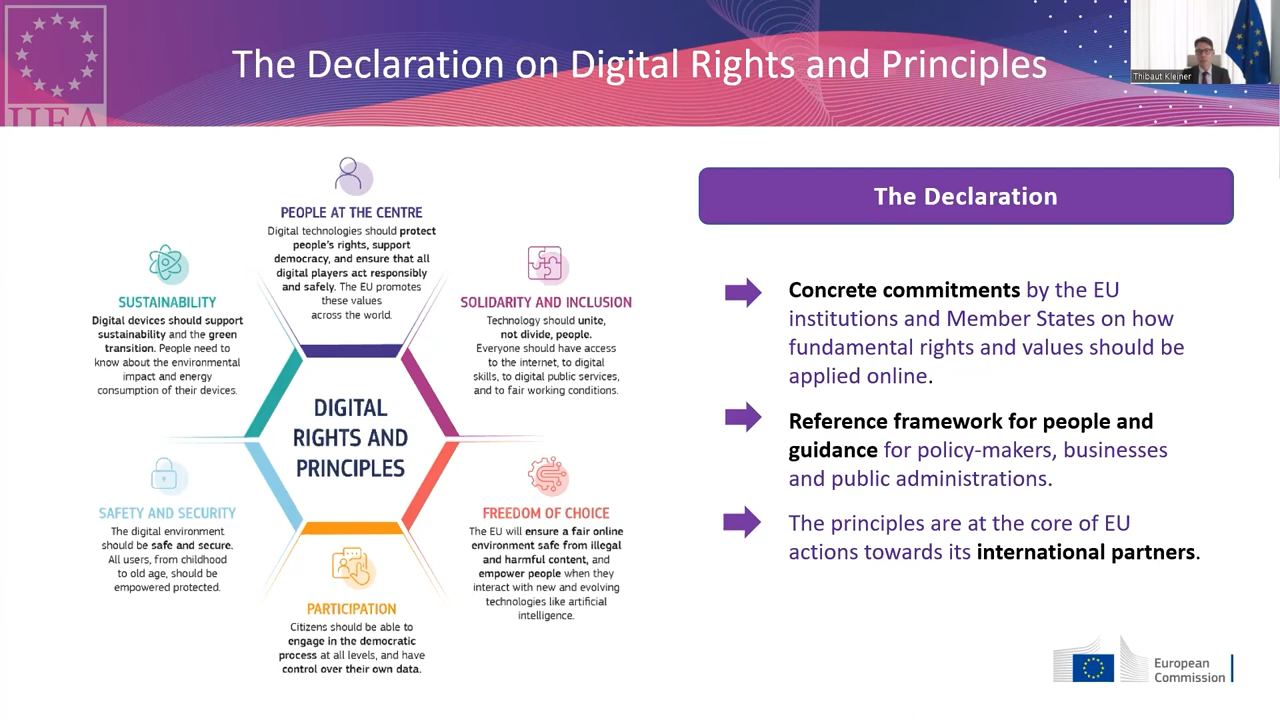 The Declaration on Digital Rights and Principles
IIEA
Thibaut Kleiner
PEOPLE AT THE CENTRE
Digital technologies should protect
people's rights, support
democracy, and ensure that all
digital players act responsibly
and safely. The EU promotes
these values
across the world.
SUSTAINABILITY
Digital devices should support
sustainability and the green
transition. People need to
know about the environmental
impact and energy
consumption of their devices.
SOLIDARITY AND INCLUSION
Technology should unite,
not divide, people.
Everyone should have access
to the internet, to digital
skills, to digital public services,
and to fair working conditions.
DIGITAL
RIGHTS AND
PRINCIPLES
SAFETY AND SECURITY
The digital environment
should be safe and secure.
All users, from childhood
to old age, should be
empowered protected.
FREEDOM OF CHOICE
The EU will ensure a fair online
environment safe from illegal
and harmful content, and
empower people when they
interact with new and evolving
technologies like artificial
intelligence.
PARTICIPATION
Citizens should be able to
engage in the democratic
process at all levels, and have
control over their own data.
The Declaration
Concrete commitments by the EU
institutions and Member States on how
fundamental rights and values should be
applied online.
Reference framework for people and
guidance for policy-makers, businesses
and public administrations.
The principles are at the core of EU
actions towards its international partners.
European
Commission